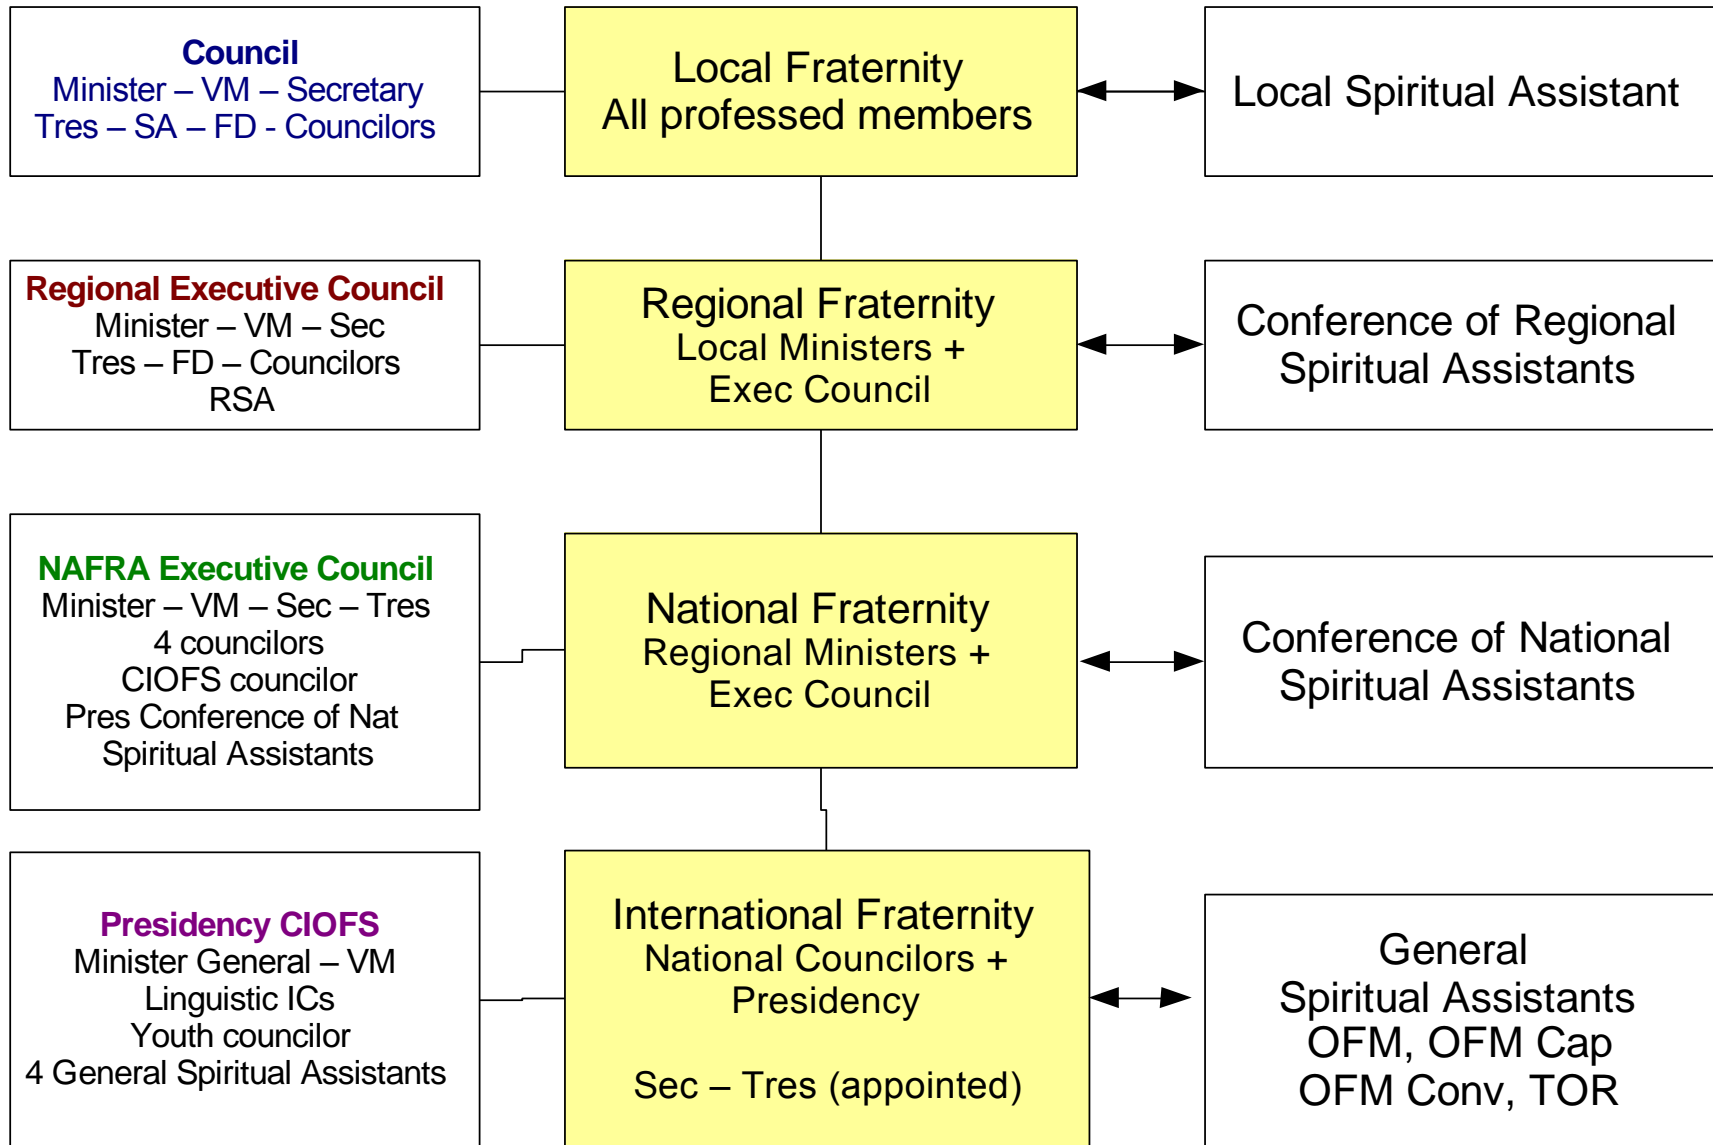 Council
Minister – VM – Secretary
Tres – SA – FD - Councilors
Local Fraternity
All professed members
Local Spiritual Assistant
Regional Executive Council
Minister – VM – Sec
Tres – FD – Councilors
RSA
Regional Fraternity
Local Ministers +
Exec Council
Conference of Regional
Spiritual Assistants
NAFRA Executive Council
Minister – VM – Sec – Tres
4 councilors
CIOFS councilor
Pres Conference of Nat
Spiritual Assistants
National Fraternity
Regional Ministers +
Exec Council
Conference of National
Spiritual Assistants
Presidency CIOFS
Minister General – VM
Linguistic ICs
Youth councilor
4 General Spiritual Assistants
International Fraternity
National Councilors +
Presidency
Sec – Tres (appointed)
General
Spiritual Assistants
OFM, OFM Cap
OFM Conv, TOR